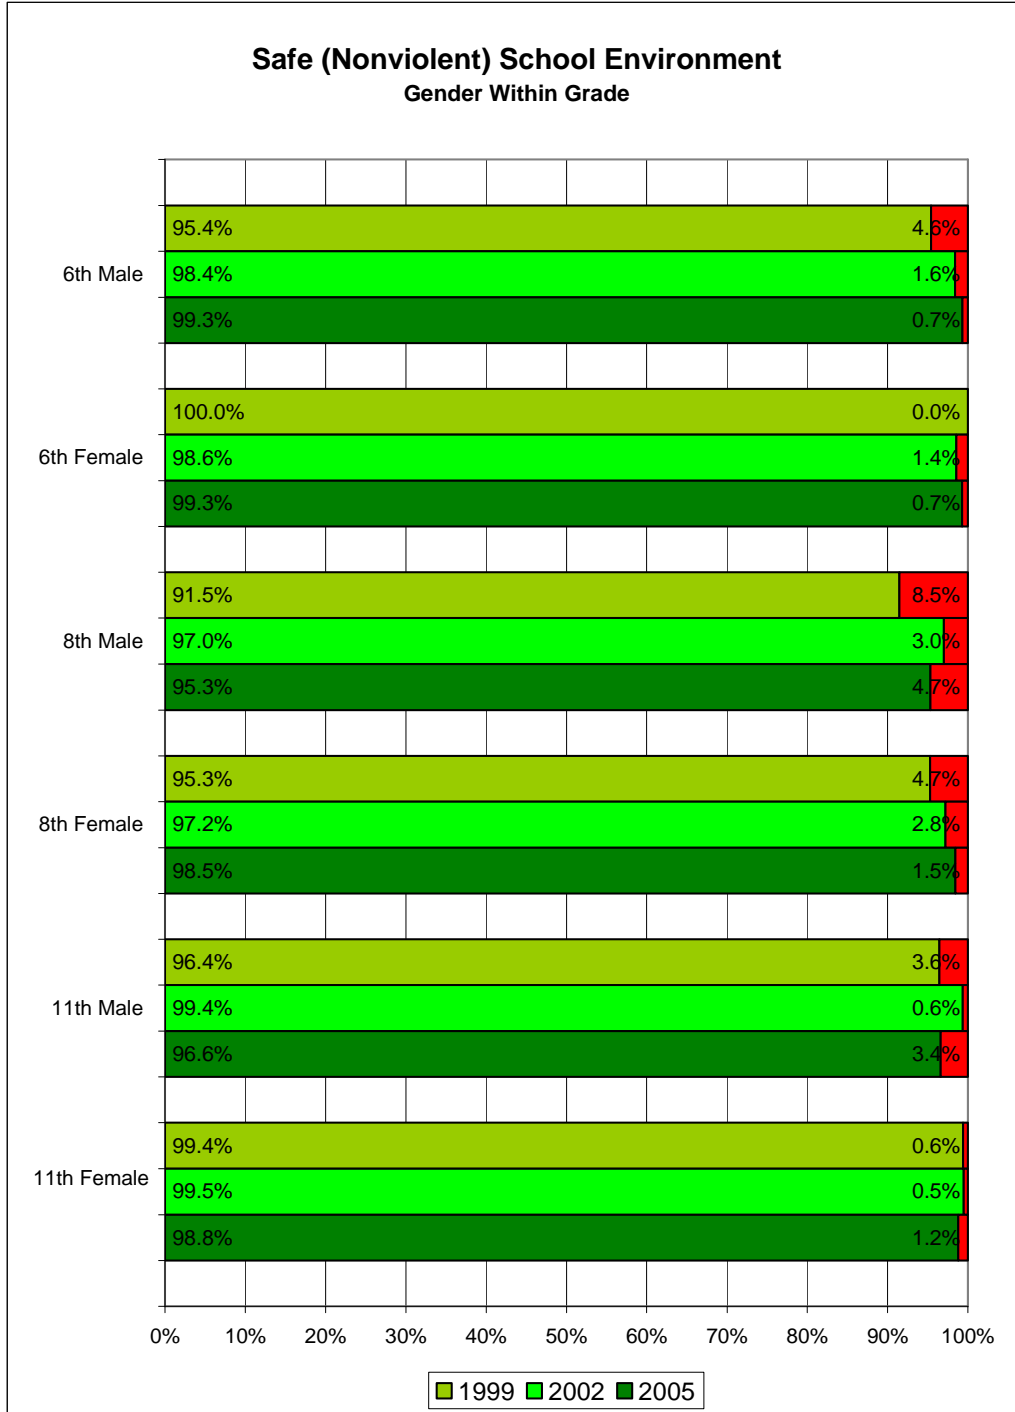 Safe (Nonviolent) School Environment
Gender Within Grade
95.4% 4.6%
6th Male 98.4% 1.6%
99.3% 0.7%
100.0% 0.0%
6th Female 98.6% 1.4%
99.3% 0.7%
91.5% 8.5%
8th Male 97.0% 3.0%
95.3% 4.7%
95.3% 4.7%
8th Female 97.2% 2.8%
98.5% 1.5%
96.4% 3.6%
11th Male 99.4% 0.6%
96.6% 3.4%
99.4% 0.6%
11th Female 99.5% 0.5%
98.8% 1.2%
0% 10% 20% 30% 40% 50% 60% 70% 80% 90% 100%
1999 2002 2005